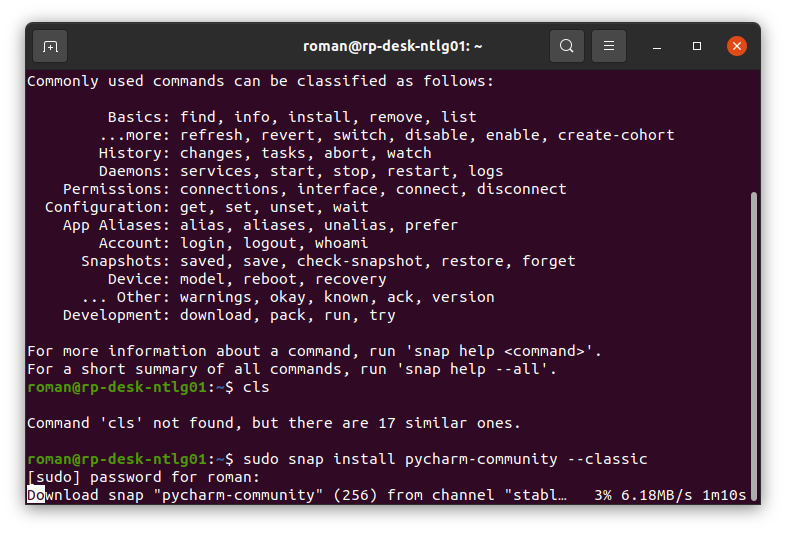 roman@rp-desk-ntlg01: ~
Commonly used commands can be classified as follows:
Basics: find, info, install, remove, list
...more: refresh, revert, switch, disable, enable, create-cohort
History: changes, tasks, abort, watch
Daemons: services, start, stop, restart, logs
Permissions: connections, interface, connect, disconnect
Configuration: get, set, unset, wait
App Aliases: alias, aliases, unalias, prefer
Account: login, logout, whoami
Snapshots: saved, save, check-snapshot, restore, forget
Device: model, reboot, recovery
... Other: warnings, okay, known, ack, version
Development: download, pack, run, try
For more information about a command, run 'snap help <command>'.
For a short summary of all commands, run 'snap help --all'.
roman@rp-desk-ntlg01:~$ cls
Command 'cls' not found, but there are 17 similar ones.
roman@rp-desk-ntlg01:~$ sudo snap install pycharm-community --classic
[sudo] password for roman:
Download snap "pycharm-community" (256) from channel "stabl… 3% 6.18MB/s 1m10s